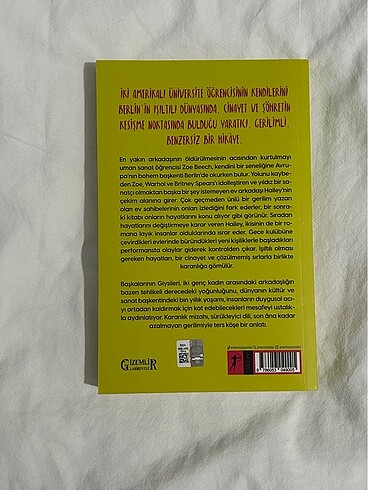 İKİ AMERİKALI ÜNİVERSİTE ÖĞRENCİSİNİN KENDİLERİNİ
BERLİN'İN IŞILTILI DÜNYASINDA, CİNAYET VE ŞÖHRETİN
KESİŞME NOKTASINDA BULDUĞU YARATICI, GERİLİMLİ,
BENZERSİZ BİR HİKÂYE.
En yakın arkadaşının öldürülmesinin acısından kurtulmayı
uman sanat öğrencisi Zoe Beech, kendini bir seneliğine Avru-
pa'nın bohem başkenti Berlin'de okurken bulur. Yolunu kaybe-
den Zoe, Warhol ve Britney Spears'ı idolleştiren ve yıldız bir sa-
natçı olmaktan başka bir şey istemeyen ev arkadaşı Hailey'nin
çekim alanına girer. Çok geçmeden ünlü bir gerilim yazarı
olan ev sahibelerinin onları izlediğini fark ederler, bir sonra-
ki kitabı onların hayatlarını konu alıyor gibi görünür. Sıradan
hayatlarını değiştirmeye karar veren Hailey, ikisinin de bir ro-
mana layık insanlar olduklarında ısrar eder. Gece kulübüne
çevirdikleri evlerinde büründükleri yeni kişiliklerle başladıkları
performansta olaylar giderek kontrolden çıkar. Işıltılı olması
gereken hayatları, bir cinayet ve çözülmemiş sırlarla birlikte
karanlığa gömülür.
Başkalarının Giysileri, iki genç kadın arasındaki arkadaşlığın
bazen tehlikeli derecedeki yoğunluğunu, dünyanın kültür ve
sanat başkentindeki bin yıllık yaşamı, insanların duygusal acı-
yı ortadan kaldırmak için kat edebilecekleri mesafeyi ustalık-
la aydınlatıyor. Karanlık mizahı, sürükleyici dili, son âna kadar
azalmayan gerilimiyle ters köşe bir anlatı.
GİZEMLİR